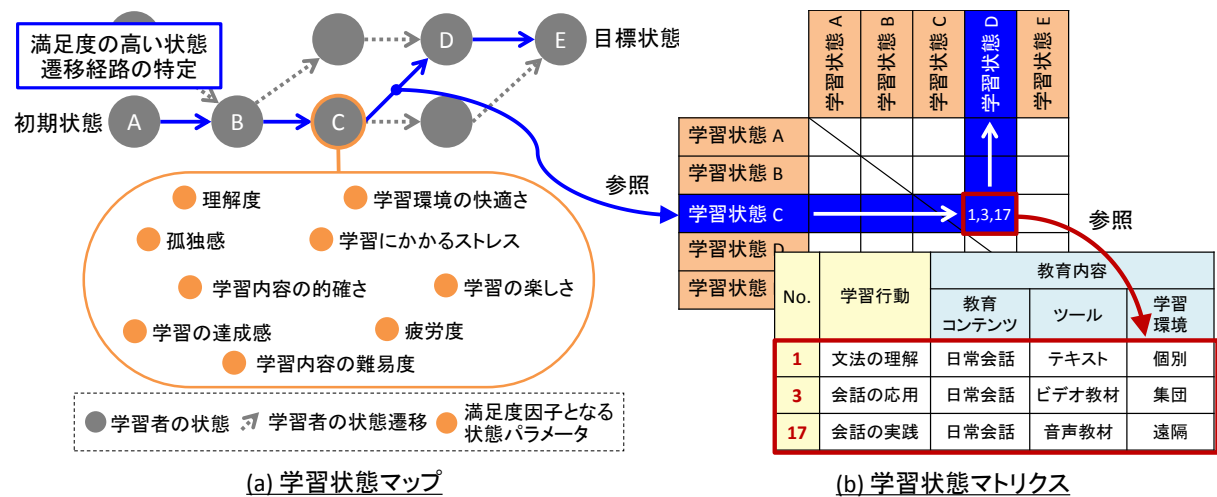 満足度の高い状態
遷移経路の特定
D
E
目標状態
初期状態
A
B
C
参照
理解度
学習環境の快適さ
孤独感
学習にかかるストレス
学習内容の的確さ
学習の楽しさ
学習の達成感
疲労度
学習内容の難易度
学習者の状態
学習者の状態遷移
満足度因子となる
状態パラメータ
(a) 学習状態マップ
学習状態 A
学習状態 B
学習状態 C
学習状態 D
学習状態 E
学習状態 A
学習状態 B
学習状態 C
1,3,17
参照
学習状態 D
学習状態
No.
学習行動
教育内容
教育
コンテンツ
ツール
学習
環境
1 文法の理解 日常会話 テキスト 個別
3 会話の応用 日常会話 ビデオ教材 集団
17 会話の実践 日常会話 音声教材 遠隔
(b) 学習状態マトリクス